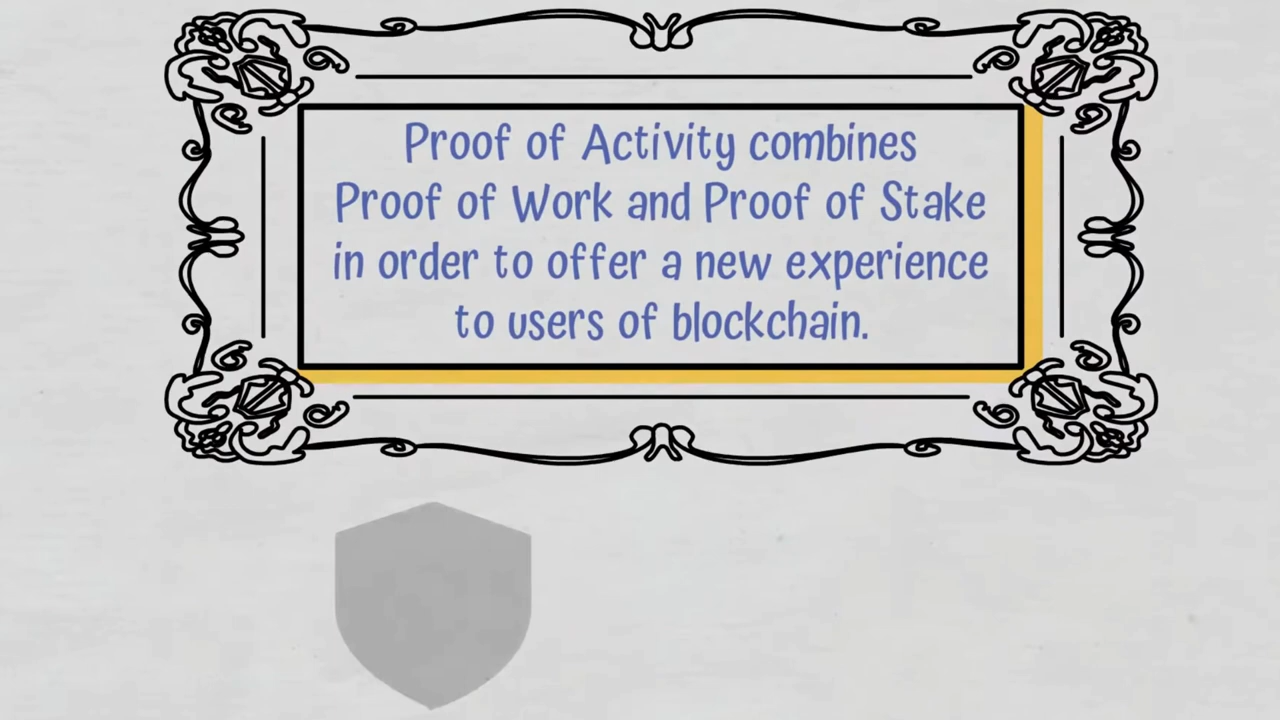 Proof of Activity combines
Proof of Work and Proof of Stake
in order to offer a new experience
to users of blockchain.